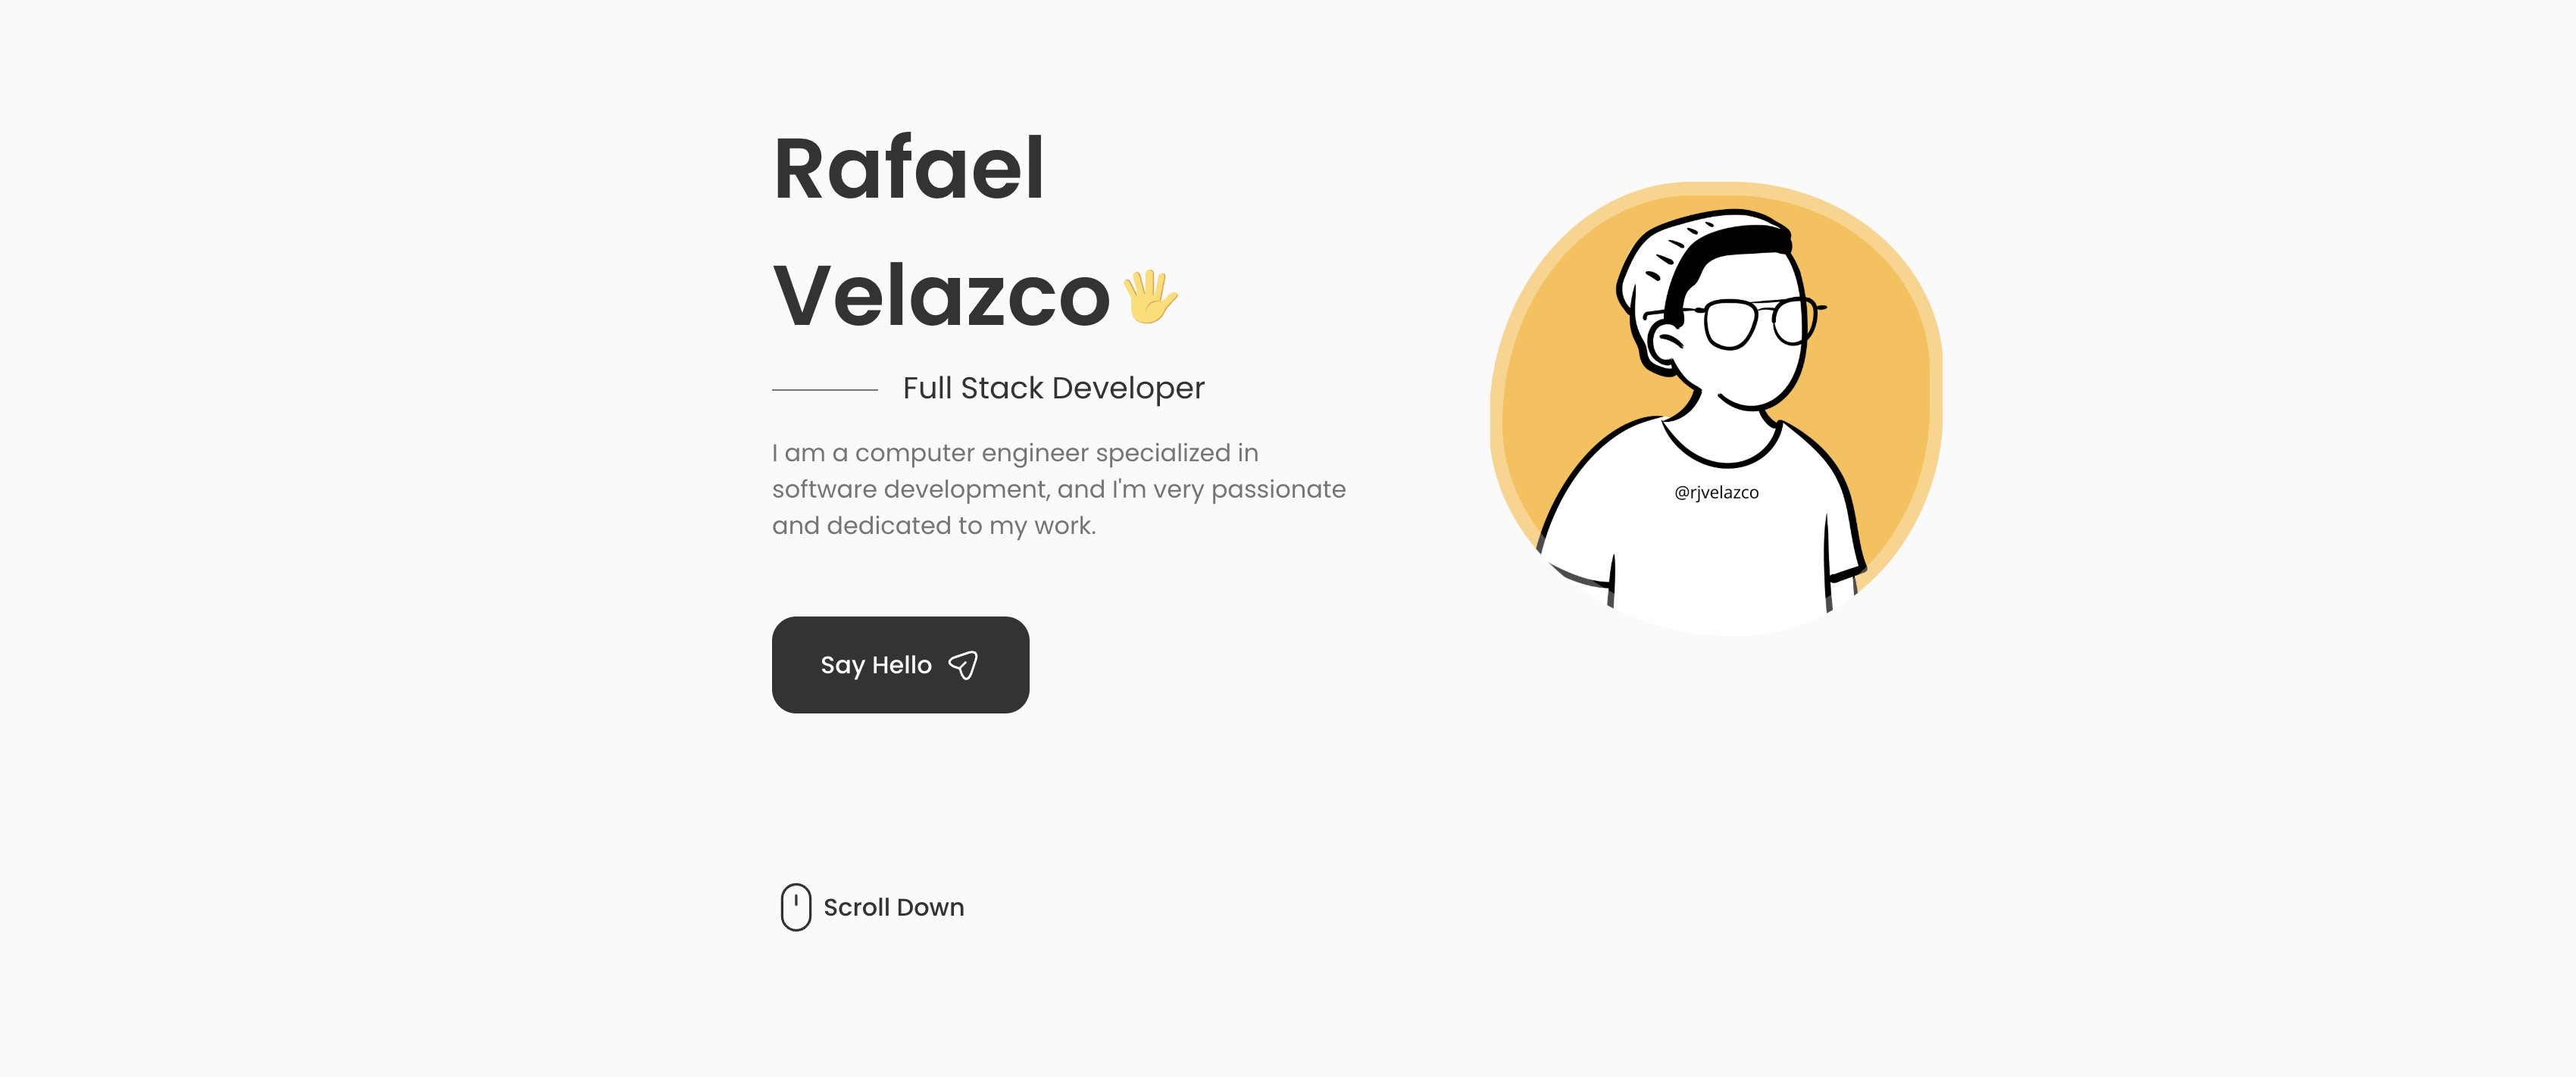 Rafael
Velazco
Full Stack Developer
I am a computer engineer specialized in
software development, and I'm very passionate
and dedicated to my work.
@rjvelazco
Say Hello
Scroll Down